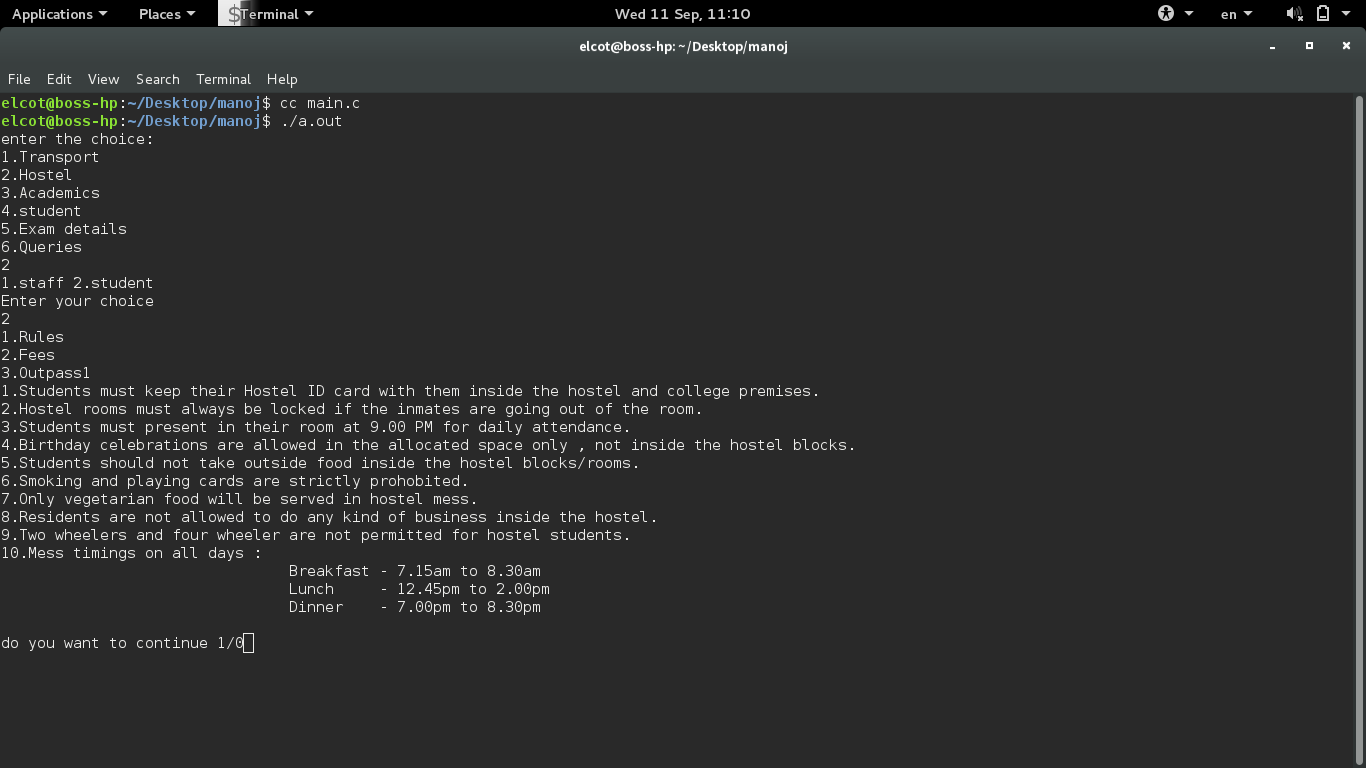 Applications Places $ Terminal Wed 11 Sep, 11:10 en
elcot@boss-hp: ~/Desktop/manoj
File Edit View Search Terminal Help
elcot@boss-hp:~/Desktop/manoj$ cc main.c
elcot@boss-hp:~/Desktop/manoj$ ./a.out
enter the choice:
1.Transport
2.Hostel
3.Academics
4.student
5.Exam details
6.Queries
2
1.staff 2.student
Enter your choice
2
1.Rules
2.Fees
3.Outpass1
1.Students must keep their Hostel ID card with them inside the hostel and college premises.
2.Hostel rooms must always be locked if the inmates are going out of the room.
3.Students must present in their room at 9.00 PM for daily attendance.
4.Birthday celebrations are allowed in the allocated space only , not inside the hostel blocks.
5.Students should not take outside food inside the hostel blocks/rooms.
6.Smoking and playing cards are strictly prohobited.
7.Only vegetarian food will be served in hostel mess.
8.Residents are not allowed to do any kind of business inside the hostel.
9.Two wheelers and four wheeler are not permitted for hostel students.
10.Mess timings on all days :
Breakfast - 7.15am to 8.30am
Lunch - 12.45pm to 2.00pm
Dinner - 7.00pm to 8.30pm
do you want to continue 1/0